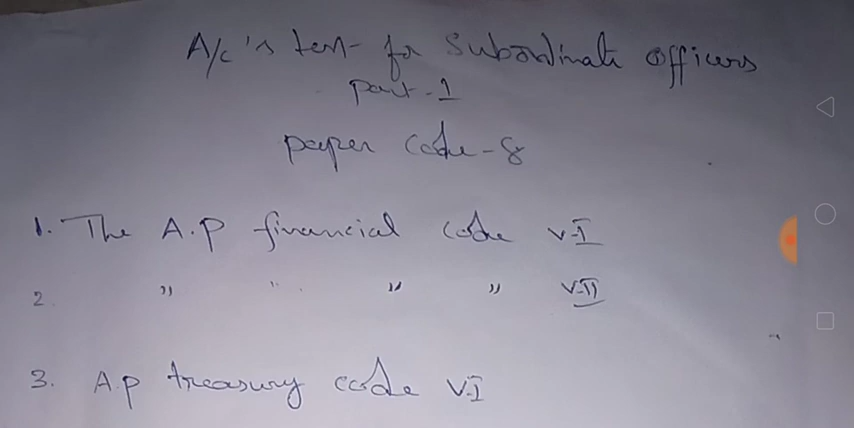 A/c's test- for Subordinate Officers
part-1
paper code-8
1. The A.P financial code V-I
2. " " " " V-II
3. A.p treasury code V-I